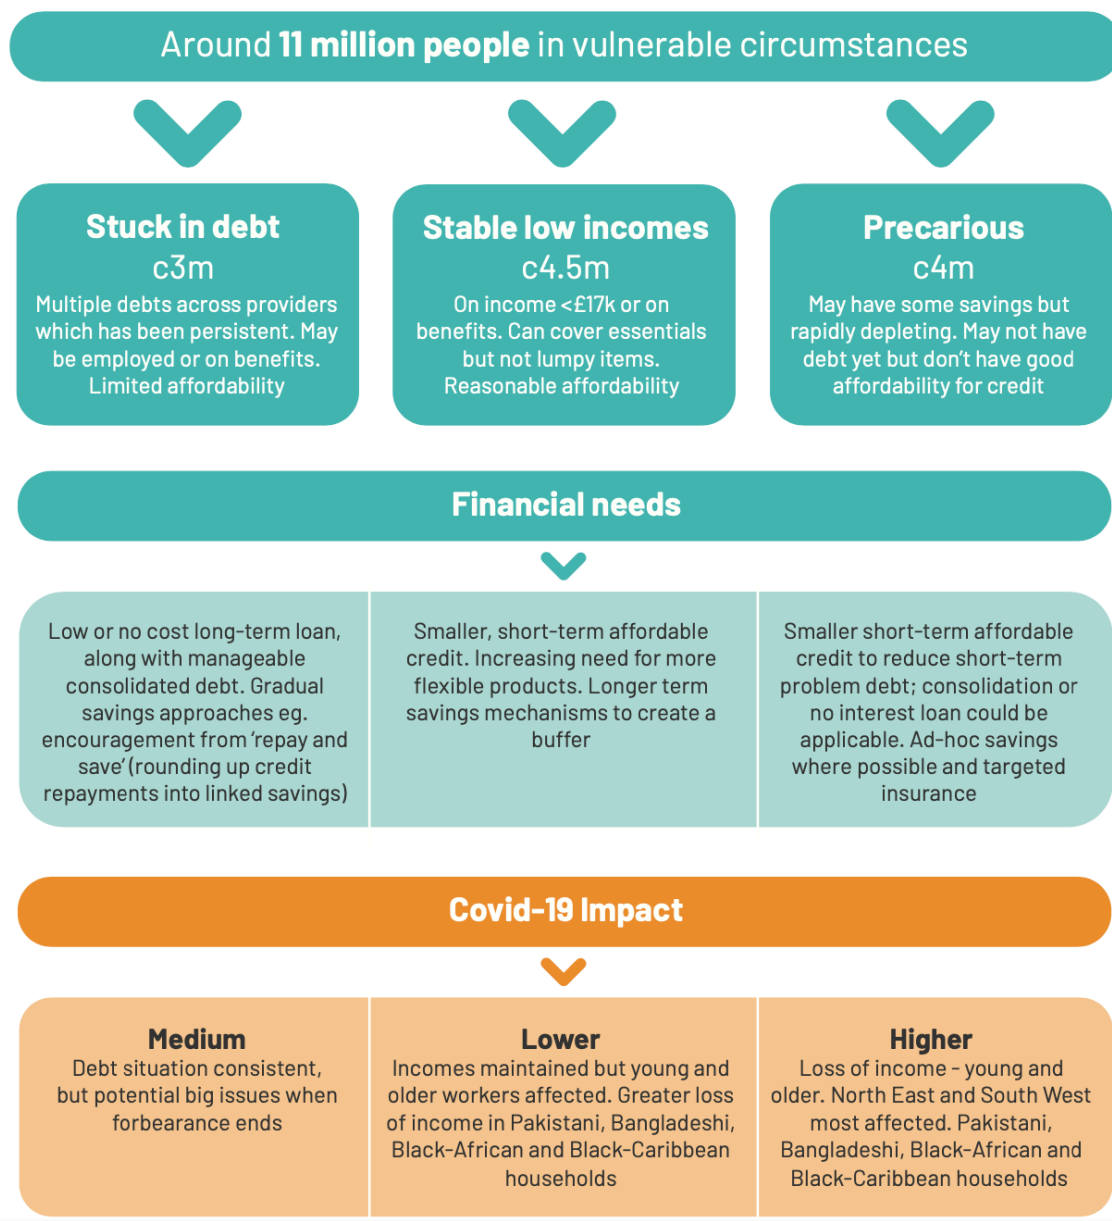 Around 11 million people in vulnerable circumstances
Stuck in debt
c3m
Multiple debts across providers
which has been persistent. May
be employed or on benefits.
Limited affordability
Stable low incomes
c4.5m
On income <£17k or on
benefits. Can cover essentials
but not lumpy items.
Reasonable affordability
Precarious
c4m
May have some savings but
rapidly depleting. May not have
debt yet but don’t have good
affordability for credit
Financial needs
Low or no cost long-term loan,
along with manageable
consolidated debt. Gradual
savings approaches eg.
encouragement from ‘repay and
save’ (rounding up credit
repayments into linked savings)
Smaller, short-term affordable
credit. Increasing need for more
flexible products. Longer term
savings mechanisms to create a
buffer
Smaller short-term affordable
credit to reduce short-term
problem debt; consolidation or
no interest loan could be
applicable. Ad-hoc savings
where possible and targeted
insurance
Covid-19 Impact
Medium
Debt situation consistent,
but potential big issues when
forbearance ends
Lower
Incomes maintained but young and
older workers affected. Greater loss
of income in Pakistani, Bangladeshi,
Black-African and Black-Caribbean
households
Higher
Loss of income - young and
older. North East and South West
most affected. Pakistani,
Bangladeshi, Black-African and
Black-Caribbean households